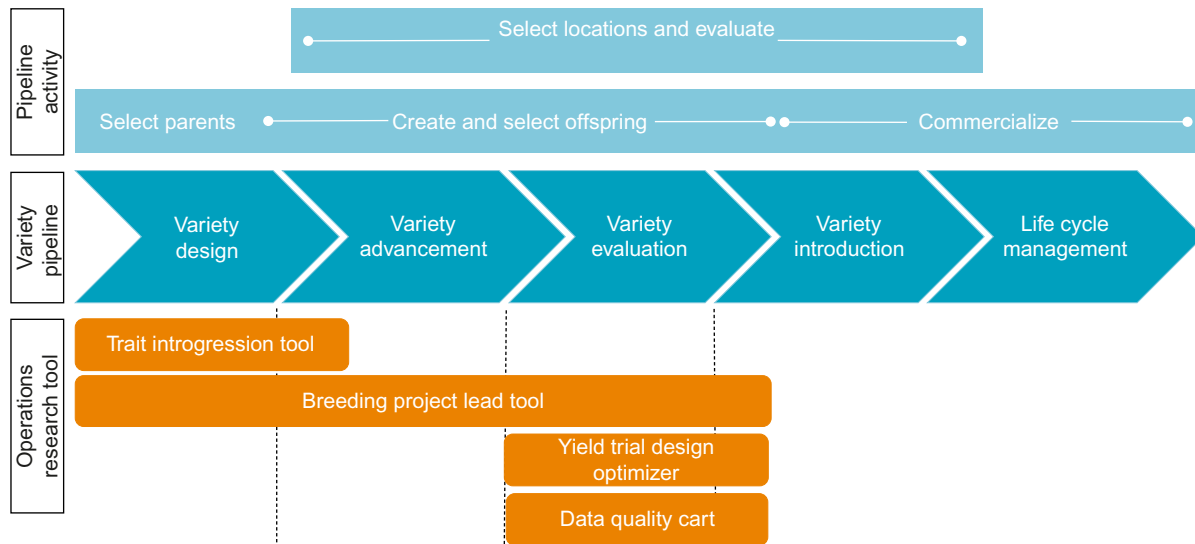 Pipeline
activity
Select locations and evaluate
Select parents
Create and select offspring
Commercialize
Variety
pipeline
Variety
design
Variety
advancement
Variety
evaluation
Variety
introduction
Life cycle
management
Operations
research tool
Trait introgression tool
Breeding project lead tool
Yield trial design
optimizer
Data quality cart